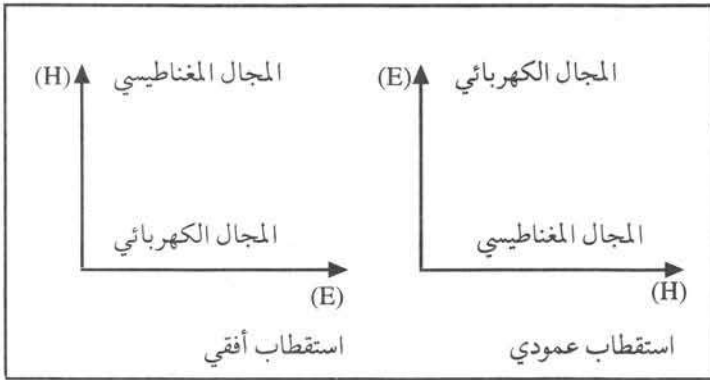 المجال الكهربائي (E) المجال المغناطيسي (H)
المجال المغناطيسي المجال الكهربائي
(H) (E)
استقطاب عمودي استقطاب أفقي